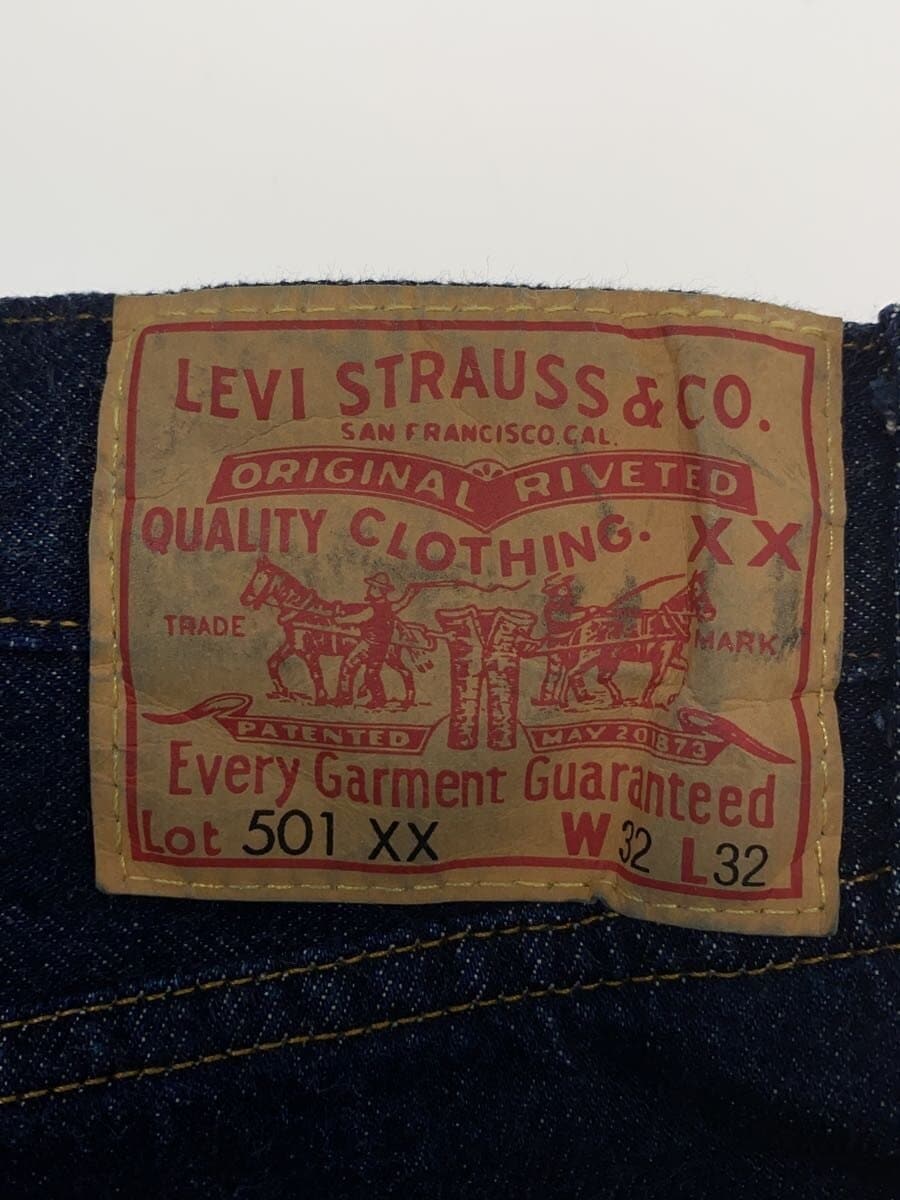 LEVI STRAUSS & CO.
SAN FRANCISCO. CAL.
ORIGINAL RIVETED
QUALITY CLOTHING. XX
TRADE MARK
PATENTED MAY 20 1873
Every Garment Guaranteed
Lot 501 XX W 32 L 32